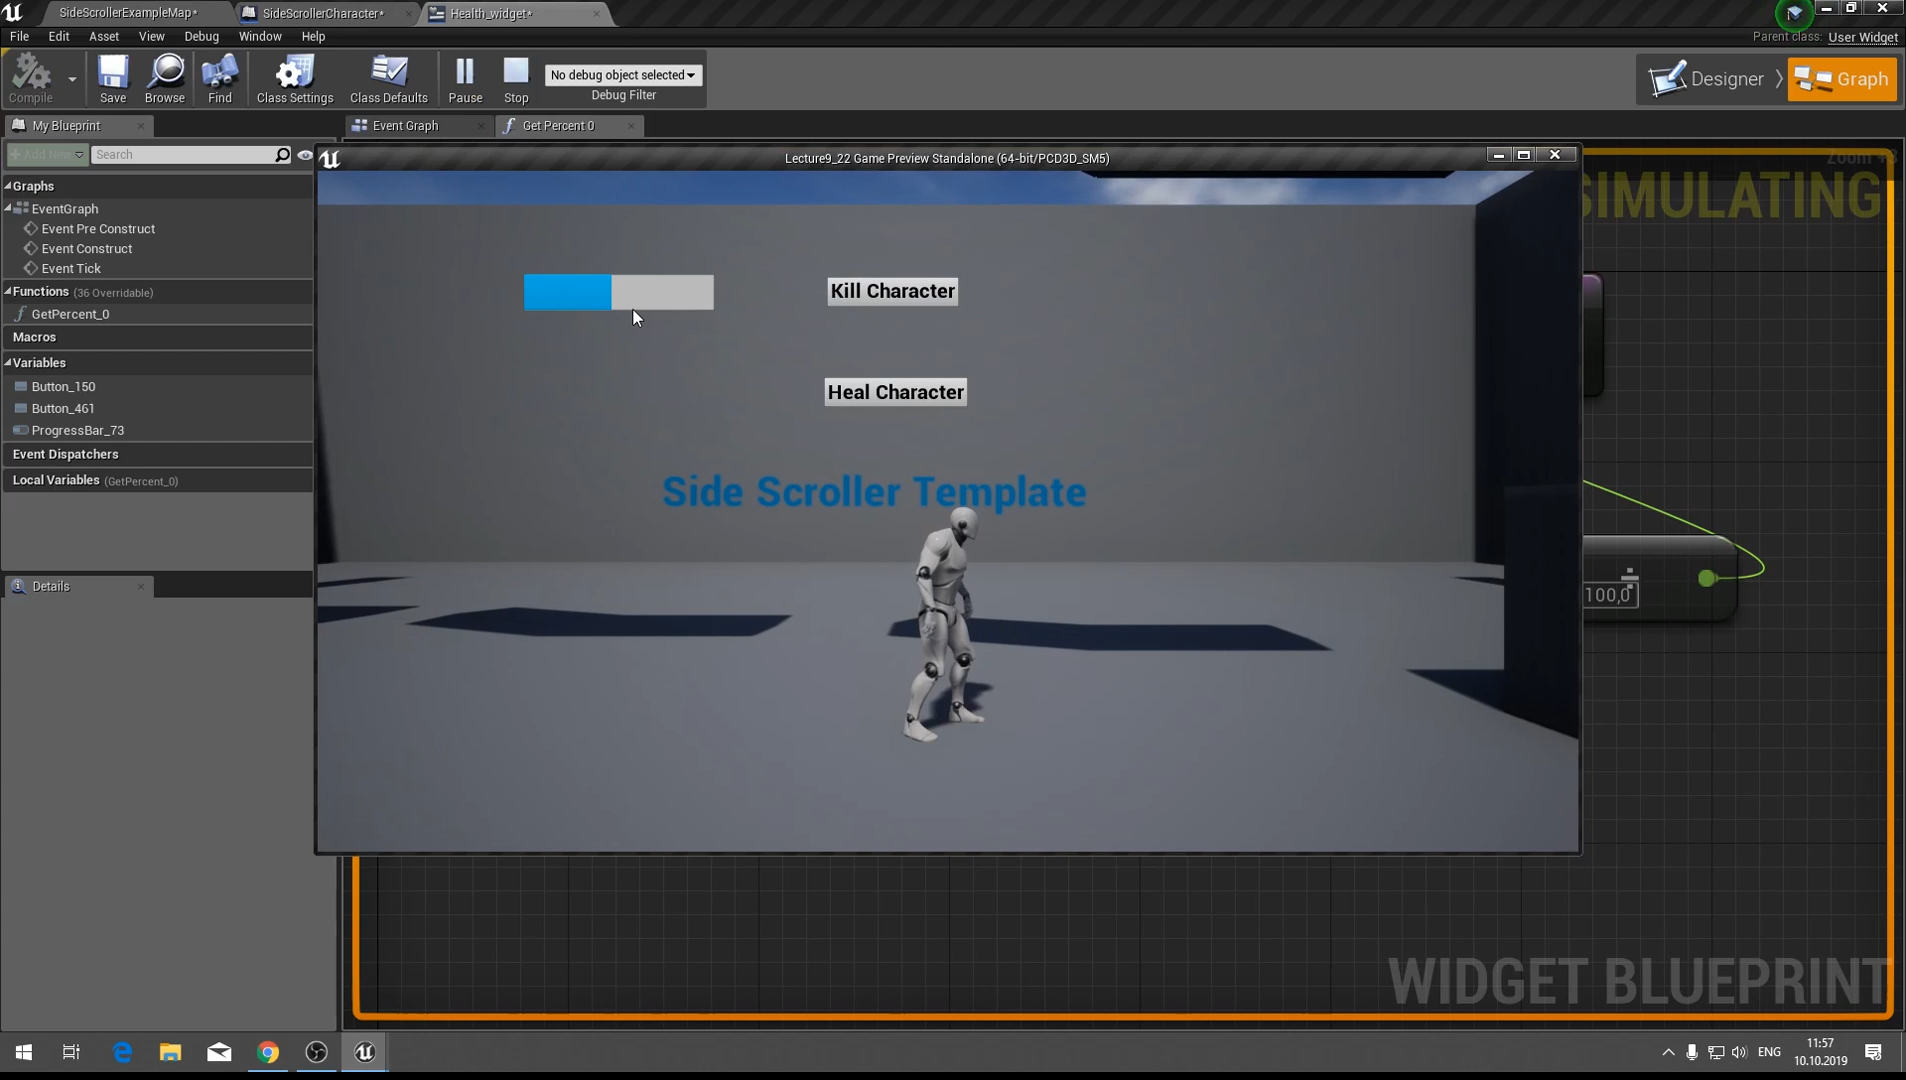 SideScrollerExampleMap*
SideScrollerCharacter*
Health_widget*
File Edit Asset View Debug Window Help
Parent class: User Widget
Compile
Save
Browse
Find
Class Settings
Class Defaults
Pause
Stop
No debug object selected
Debug Filter
Designer
Graph
My Blueprint
Event Graph
Get Percent 0
Add New
Search
Lecture9_22 Game Preview Standalone (64-bit/PCD3D_SM5)
Zoom +3
SIMULATING
Graphs
EventGraph
Event Pre Construct
Event Construct
Event Tick
Functions (36 Overridable)
GetPercent_0
Macros
Variables
Button_150
Button_461
ProgressBar_73
Event Dispatchers
Local Variables (GetPercent_0)
Details
Kill Character
Heal Character
Side Scroller Template
100,0
WIDGET BLUEPRINT
ENG
11:57
10.10.2019